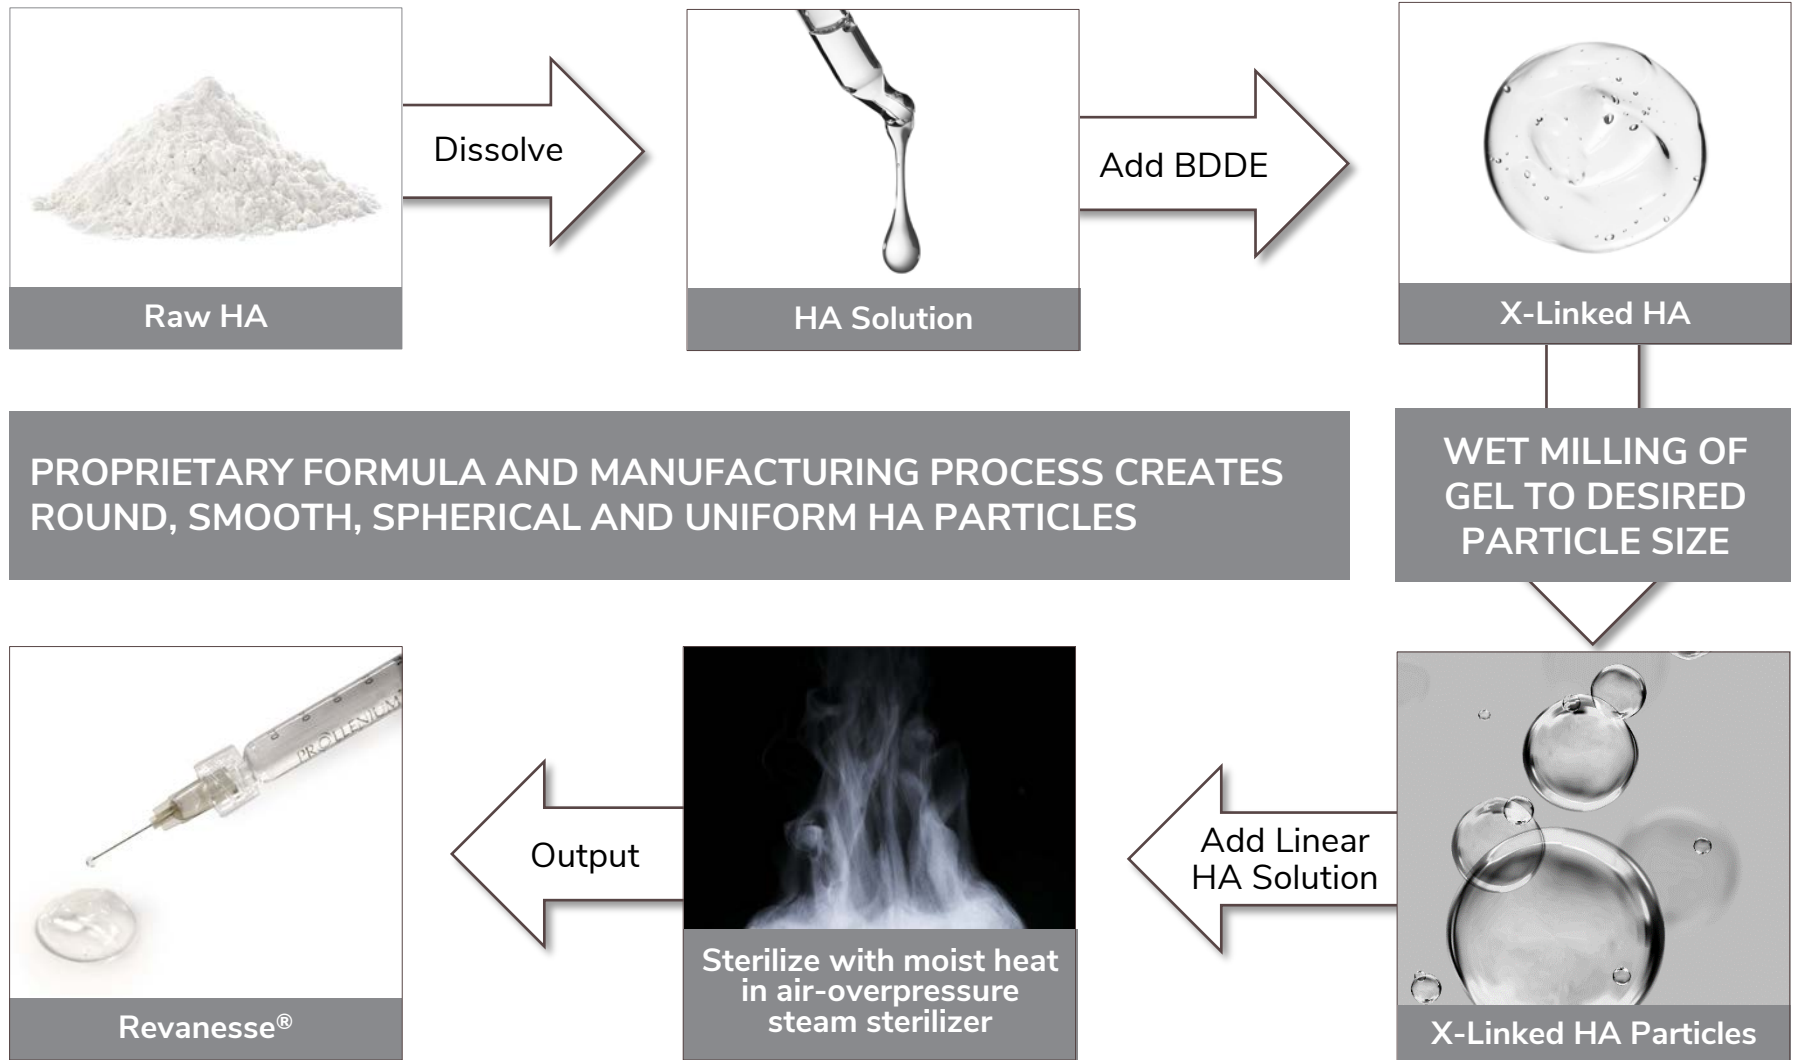 Dissolve
Add BDDE
Raw HA
HA Solution
X-Linked HA
PROPRIETARY FORMULA AND MANUFACTURING PROCESS CREATES
ROUND, SMOOTH, SPHERICAL AND UNIFORM HA PARTICLES
WET MILLING OF
GEL TO DESIRED
PARTICLE SIZE
PROLLENIUM
Output
Add Linear
HA Solution
Revanesse®
Sterilize with moist heat
in air-overpressure
steam sterilizer
X-Linked HA Particles